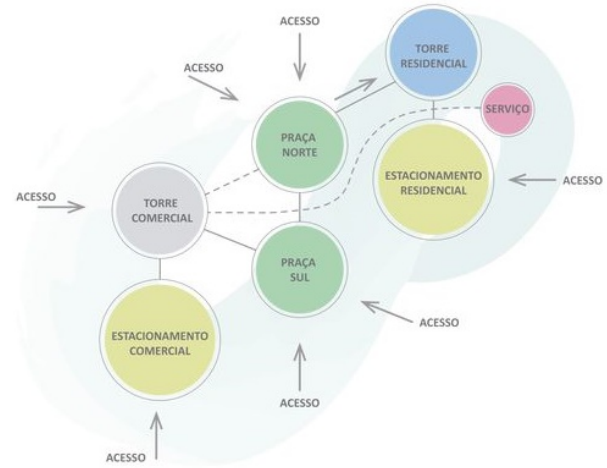 ACESSO
TORRE
RESIDENCIAL
ACESSO
SERVIÇO
PRAÇA
NORTE
ESTACIONAMENTO
RESIDENCIAL
ACESSO
ACESSO
TORRE
COMERCIAL
PRAÇA
SUL
ACESSO
ESTACIONAMENTO
COMERCIAL
ACESSO
ACESSO